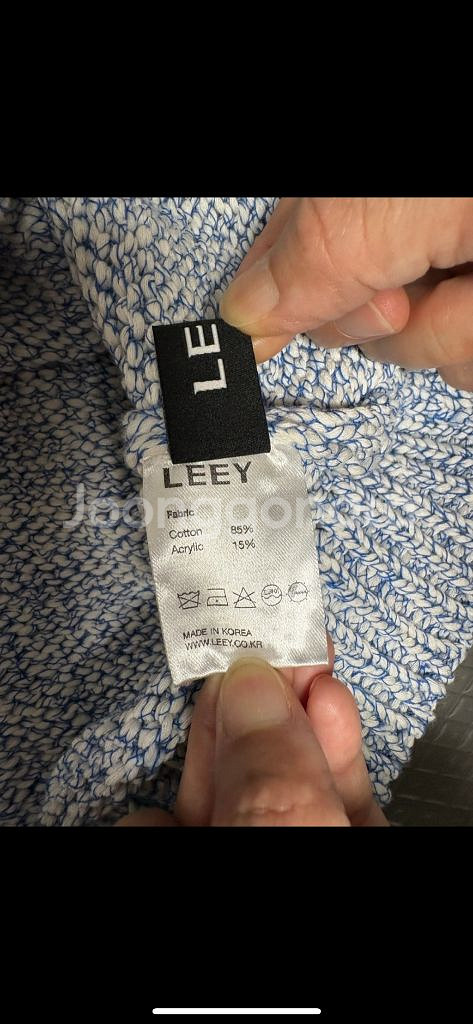 LE
LEEY
Fabric
Cotton 85%
Acrylic 15%
MADE IN KOREA
WWW.LEEY.CO.KR